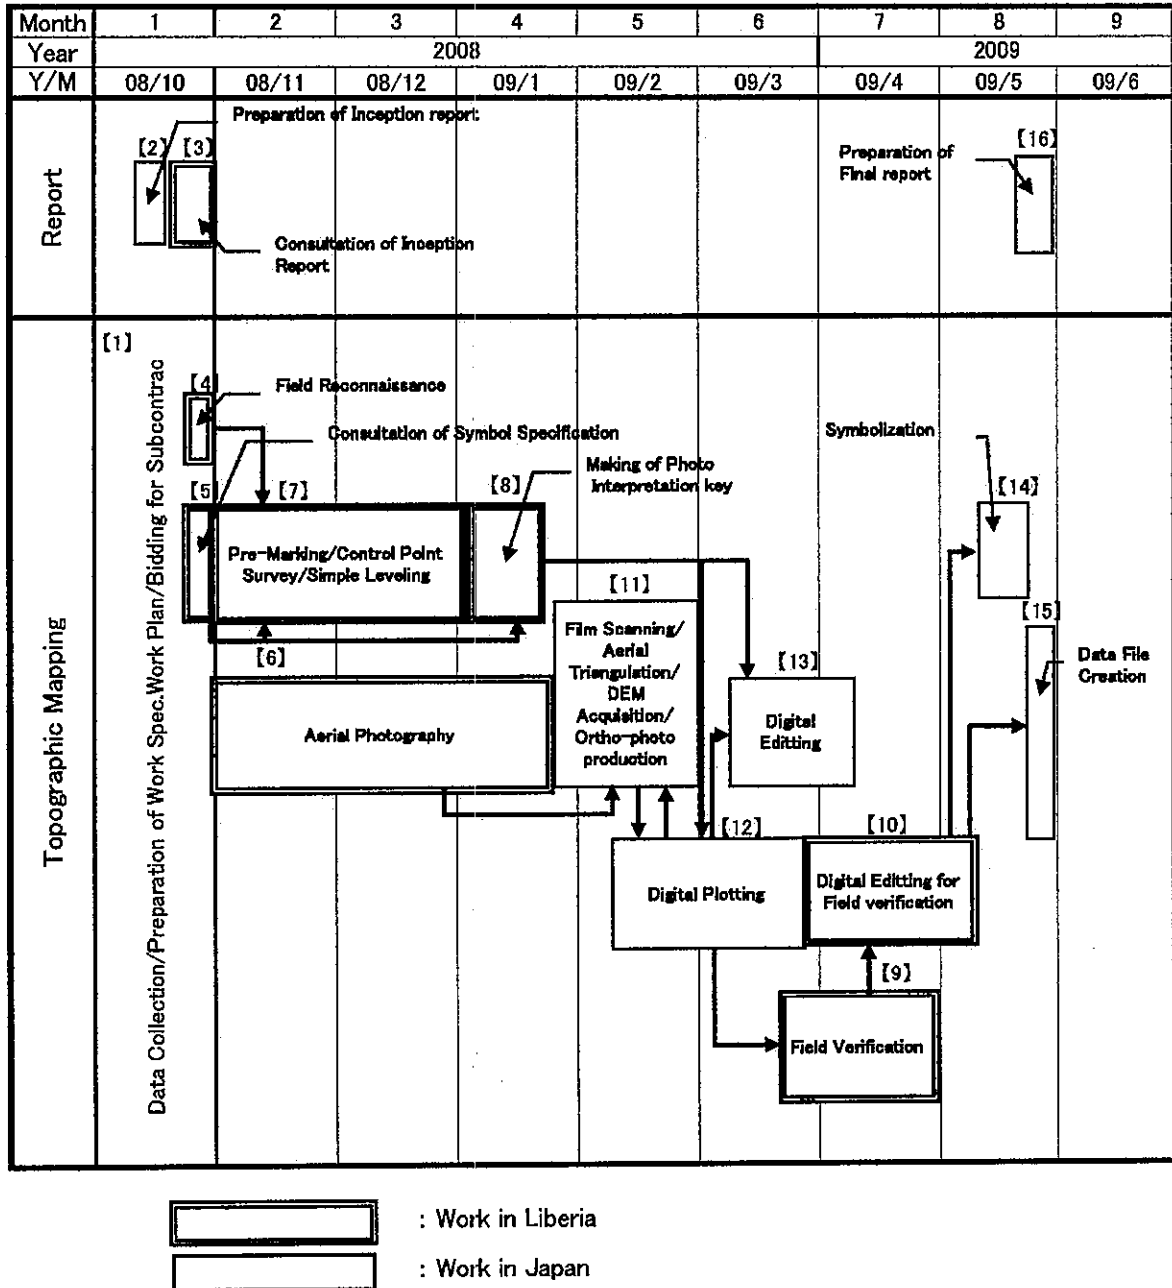 Month 1 2 3 4 5 6 7 8 9
Year 2008 2009
Y/M 08/10 08/11 08/12 09/1 09/2 09/3 09/4 09/5 09/6
Report
Preparation of Inception report
【2】 【3】
Consultation of Inception
Report
Preparation of
Final report
【16】
Topographic Mapping
【1】
Data Collection/Preparation of Work Spec.Work Plan/Bidding for Subcontrac
【4】
Field Reconnaissance
Consultation of Symbol Specification
【5】
【7】
Pre-Marking/Control Point
Survey/Simple Leveling
【8】
Making of Photo
Interpretation key
Symbolization
【14】
【6】
Aerial Photography
【11】
Film Scanning/
Aerial
Triangulation/
DEM
Acquisition/
Ortho-photo
production
【13】
Digital
Editting
【15】
Data File
Creation
【12】
Digital Plotting
【10】
Digital Editting for
Field verification
【9】
Field Verification
: Work in Liberia
: Work in Japan